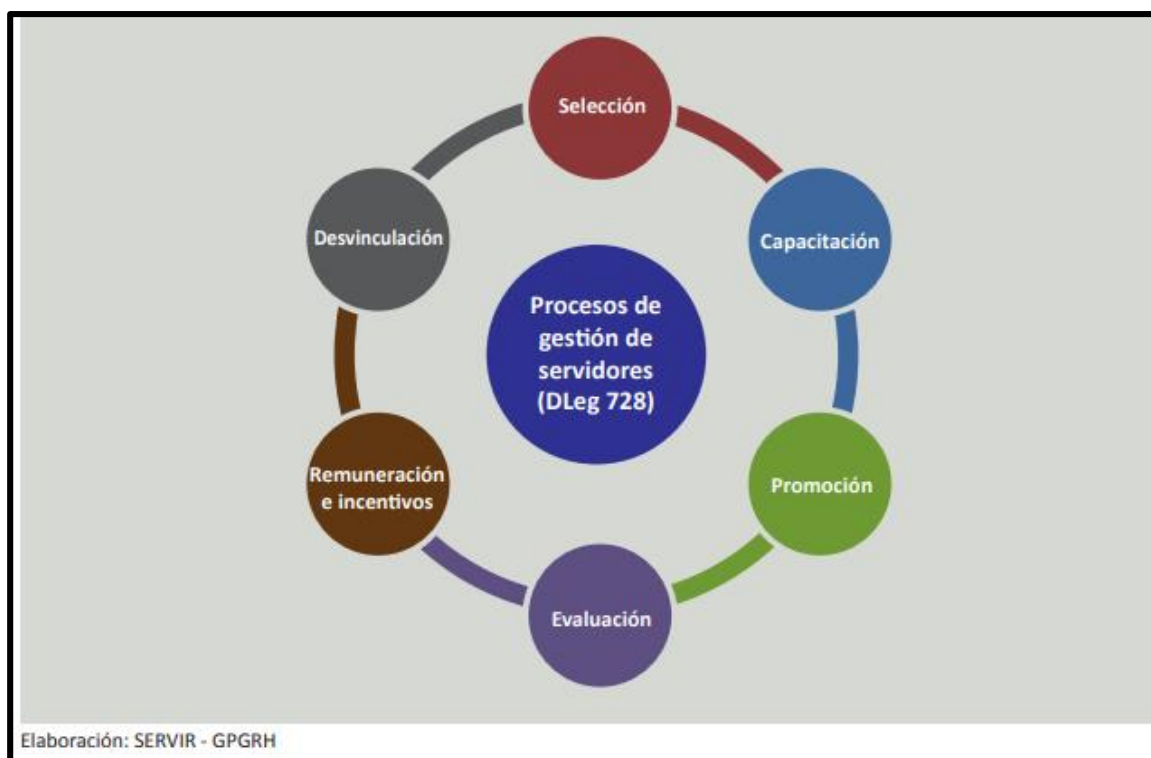 Selección
Capacitación
Promoción
Evaluación
Remuneración
e incentivos
Desvinculación
Procesos de
gestión de
servidores
(DLeg 728)
Elaboración: SERVIR - GPGRH